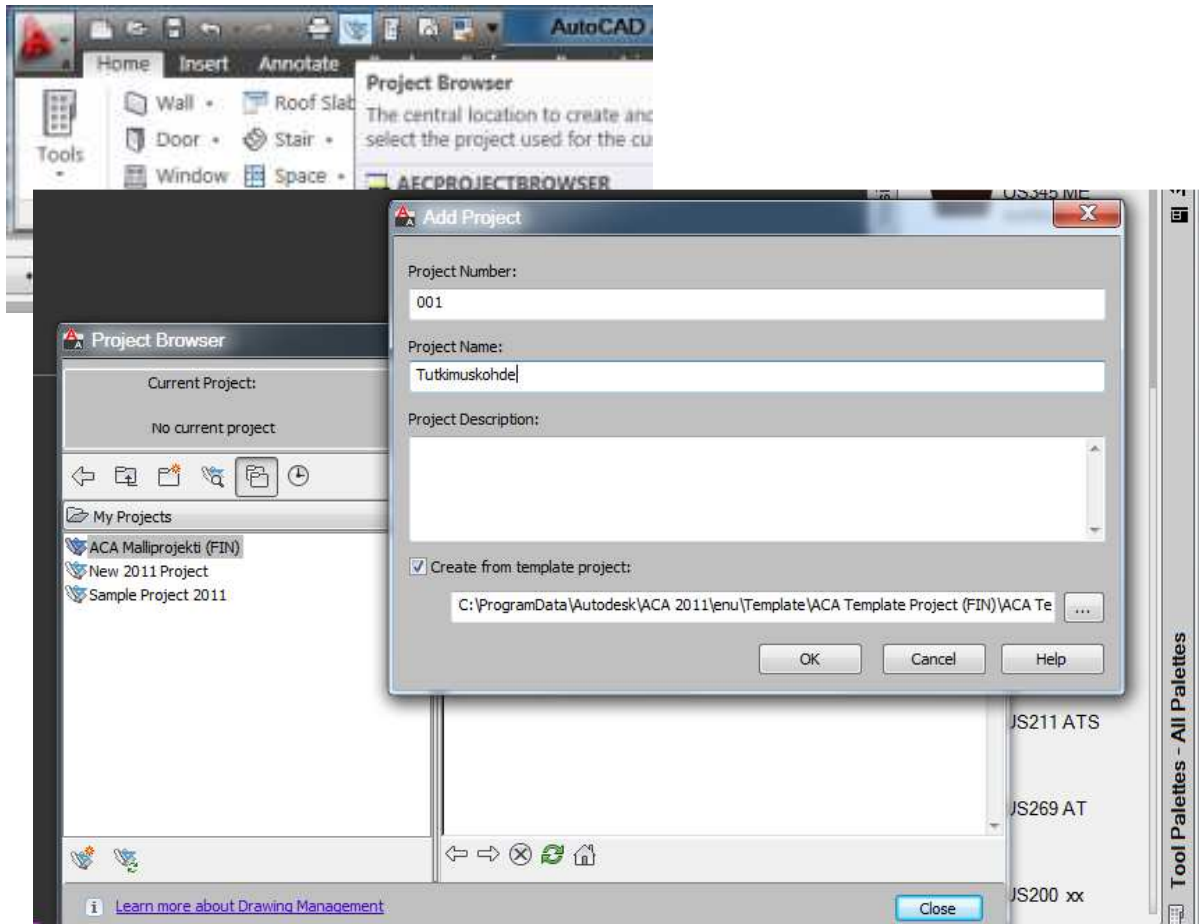 AutoCAD
Home Insert Annotate
Project Browser
The central location to create and
select the project used for the cu
AECPROJECTBROWSER
Tools
Wall
Roof Slab
Door
Stair
Window
Space
US345 ME
Add Project
Project Number:
001
Project Name:
Tutkimuskohde
Project Description:
Create from template project:
C:\ProgramData\Autodesk\ACA 2011\enu\Template\ACA Template Project (FIN)\ACA Te
...
OK Cancel Help
Project Browser
Current Project:
No current project
My Projects
ACA Malliprojekti (FIN)
New 2011 Project
Sample Project 2011
Learn more about Drawing Management
Close
US211 ATS
US269 AT
US200 xx
Tool Palettes - All Palettes